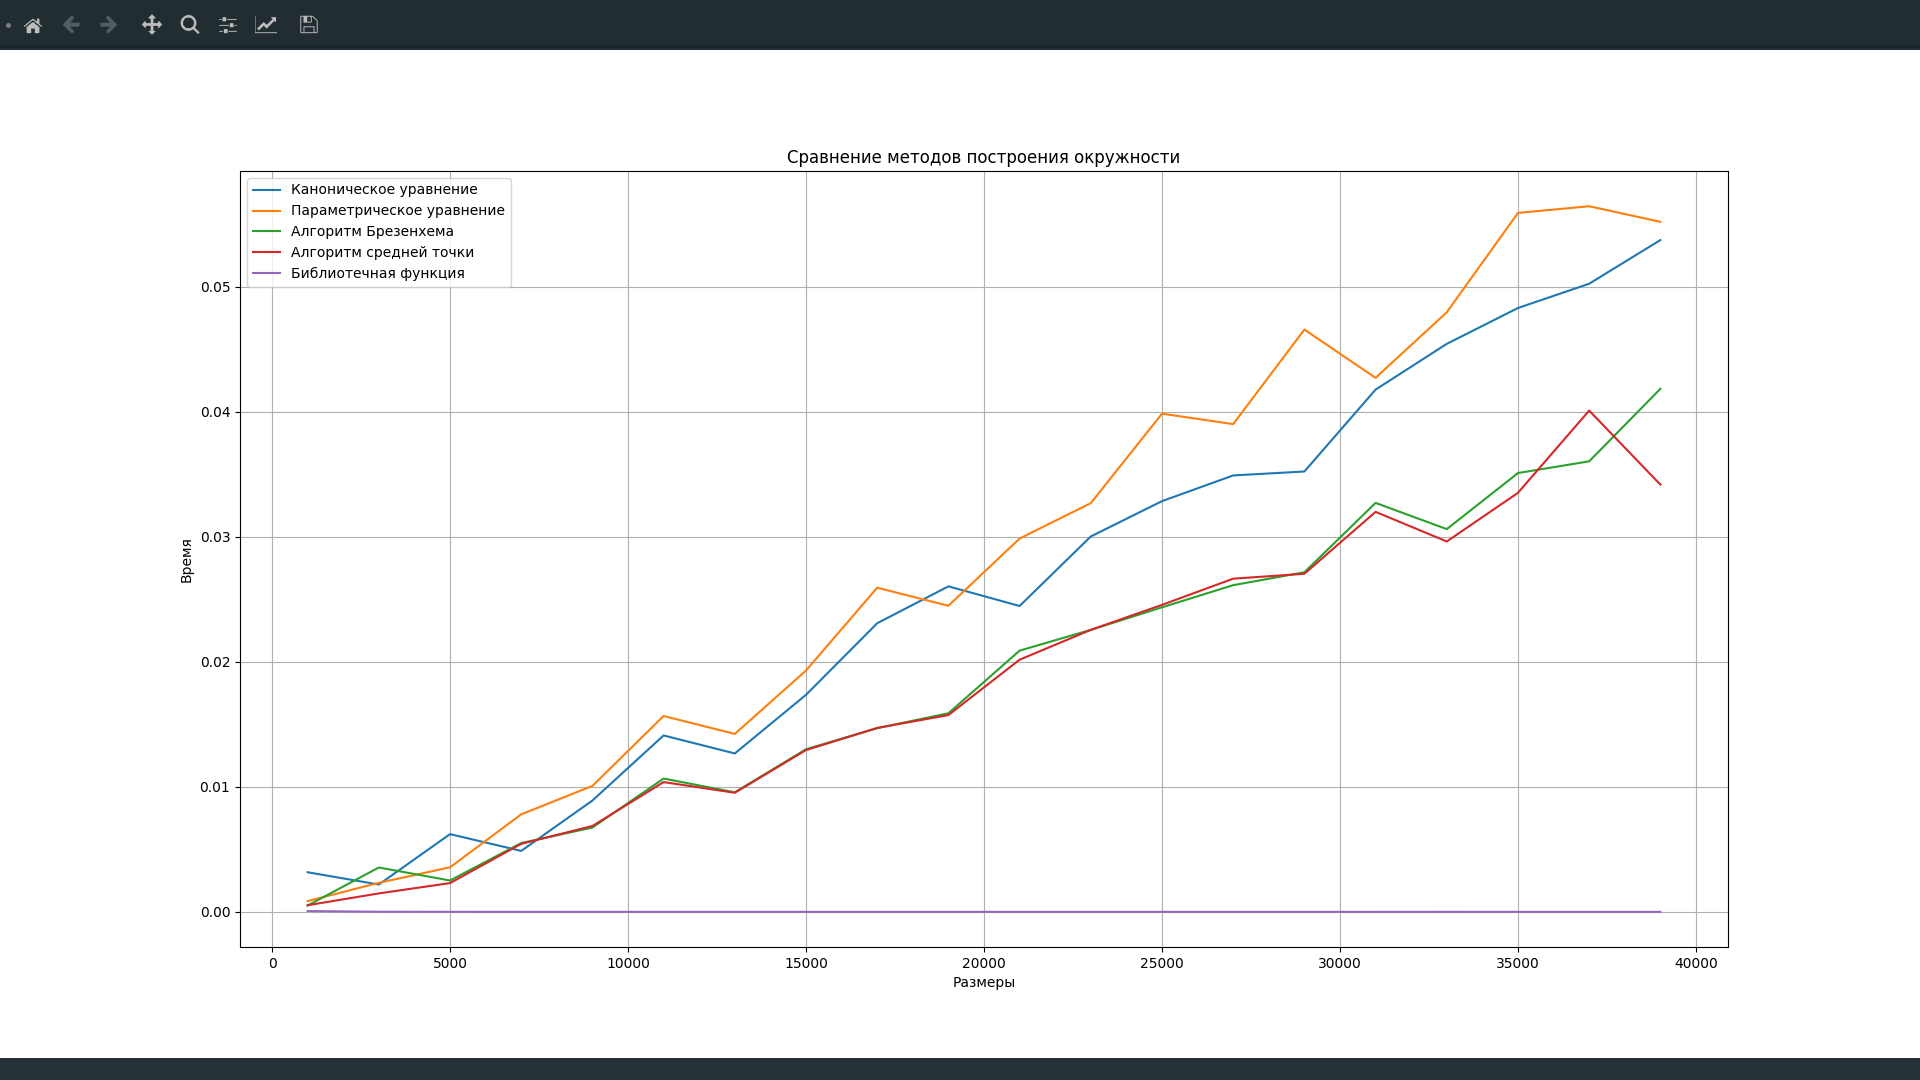 Сравнение методов построения окружности
Каноническое уравнение
Параметрическое уравнение
Алгоритм Брезенхема
Алгоритм средней точки
Библиотечная функция
0.05
0.04
0.03
0.02
0.01
0.00
Время
0 5000 10000 15000 20000 25000 30000 35000 40000
Размеры